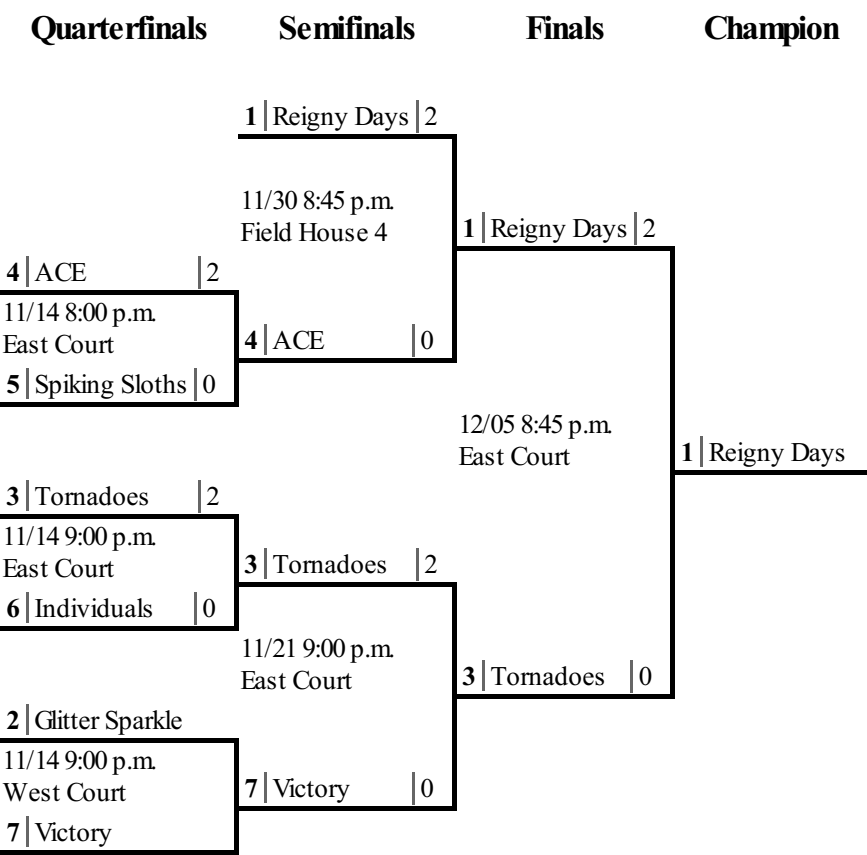 Quarterfinals Semifinals Finals Champion
1 Reigny Days 2
11/30 8:45 p.m.
Field House 4
1 Reigny Days 2
4 ACE 2
11/14 8:00 p.m.
East Court
4 ACE 0
5 Spiking Sloths 0
12/05 8:45 p.m.
East Court
1 Reigny Days
3 Tornadoes 2
11/14 9:00 p.m.
East Court
3 Tornadoes 2
6 Individuals 0
11/21 9:00 p.m.
East Court
3 Tornadoes 0
2 Glitter Sparkle
11/14 9:00 p.m.
West Court
7 Victory 0
7 Victory